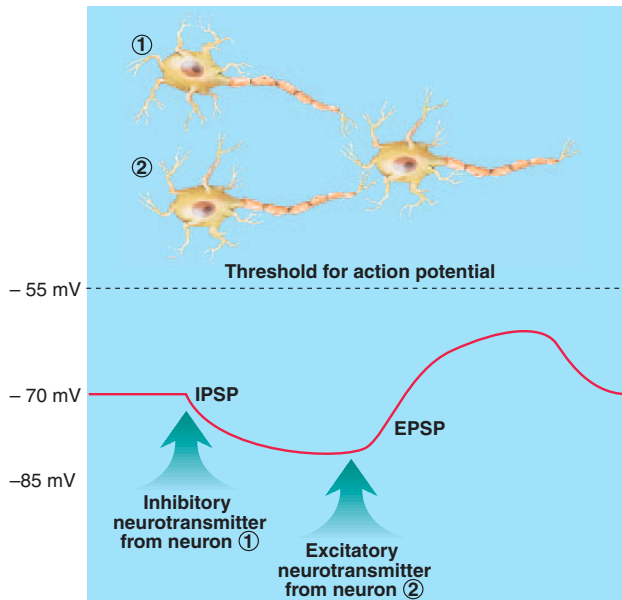 ①
②
Threshold for action potential
– 55 mV
– 70 mV
IPSP
EPSP
–85 mV
Inhibitory
neurotransmitter
from neuron ①
Excitatory
neurotransmitter
from neuron ②